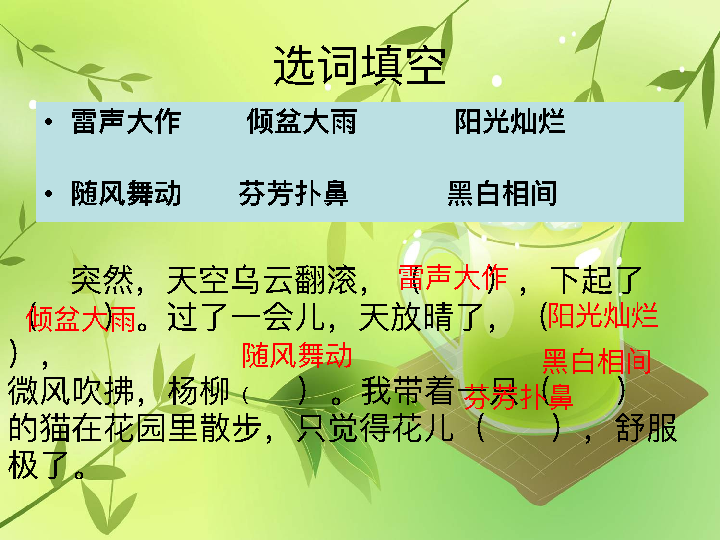 选词填空
• 雷声大作 倾盆大雨 阳光灿烂
• 随风舞动 芬芳扑鼻 黑白相间
突然，天空乌云翻滚，（雷声大作），下起了
（倾盆大雨）。过了一会儿，天放晴了，（阳光灿烂
），
微风吹拂，杨柳（随风舞动）。我带着一只（黑白相间）
的猫在花园里散步，只觉得花儿（芬芳扑鼻），舒服
极了。